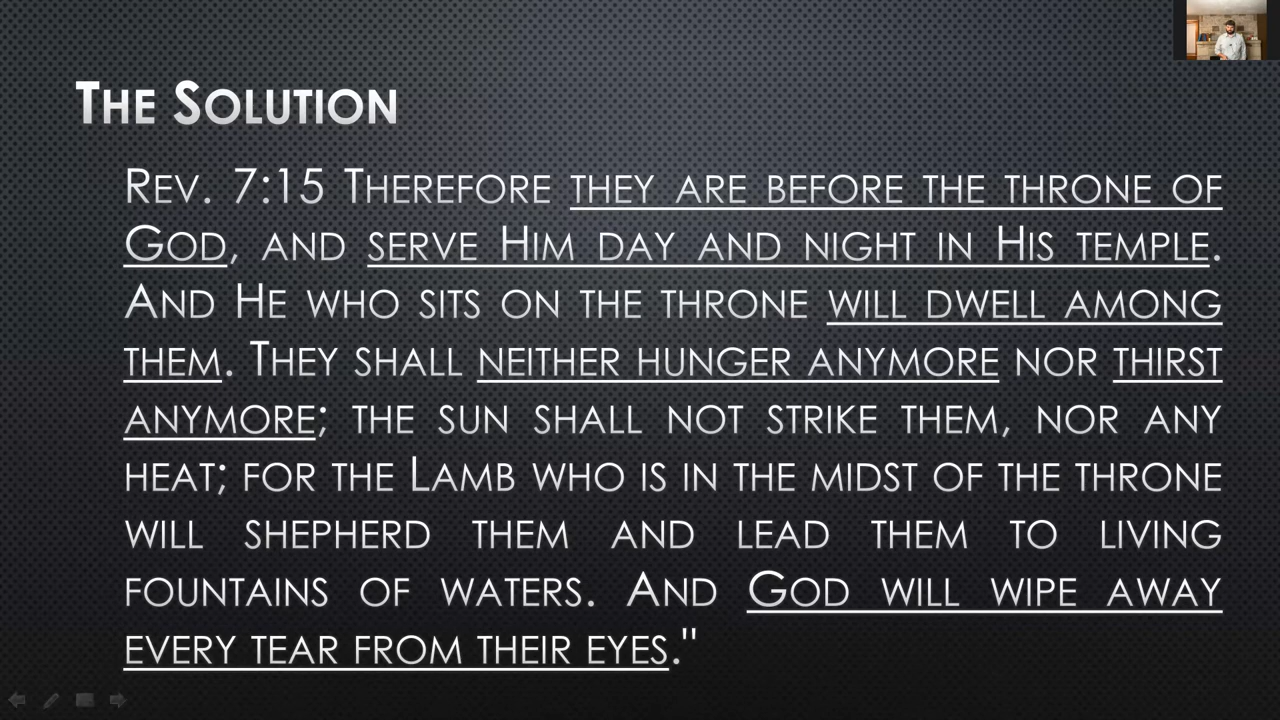 The Solution
Rev. 7:15 Therefore they are before the throne of
God, and serve Him day and night in His temple.
And He who sits on the throne will dwell among
them. They shall neither hunger anymore nor thirst
anymore; the sun shall not strike them, nor any
heat; for the Lamb who is in the midst of the throne
will shepherd them and lead them to living
fountains of waters. And God will wipe away
every tear from their eyes."